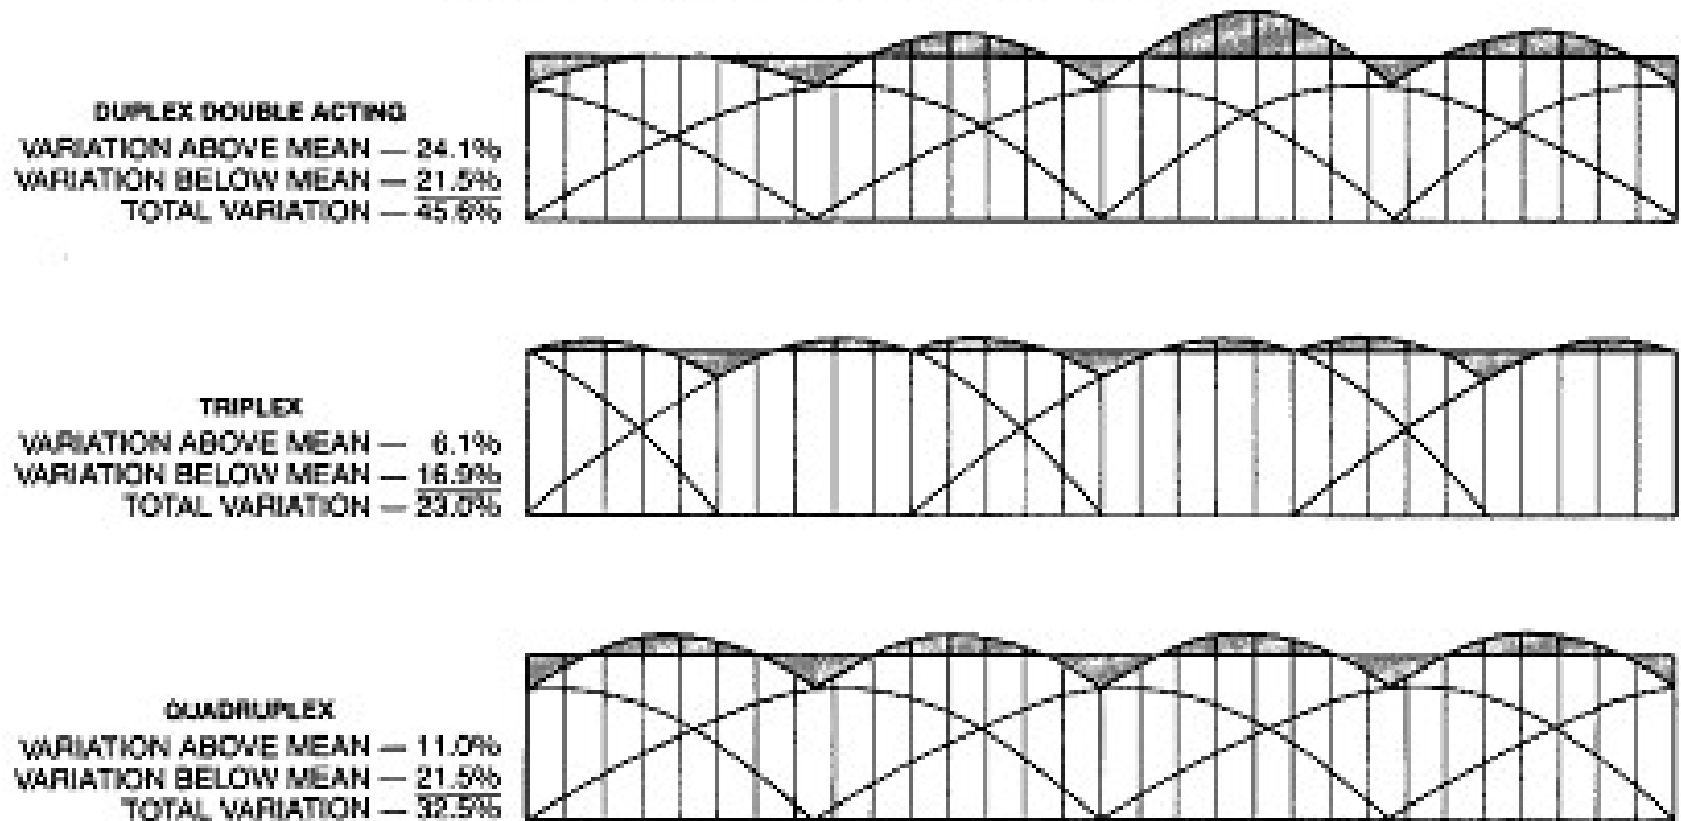 DUPLEX DOUBLE ACTING
VARIATION ABOVE MEAN — 24.1%
VARIATION BELOW MEAN — 21.5%
TOTAL VARIATION — 45.6%
TRIPLEX
VARIATION ABOVE MEAN — 6.1%
VARIATION BELOW MEAN — 16.9%
TOTAL VARIATION — 23.0%
QUADRUPLEX
VARIATION ABOVE MEAN — 11.0%
VARIATION BELOW MEAN — 21.5%
TOTAL VARIATION — 32.5%